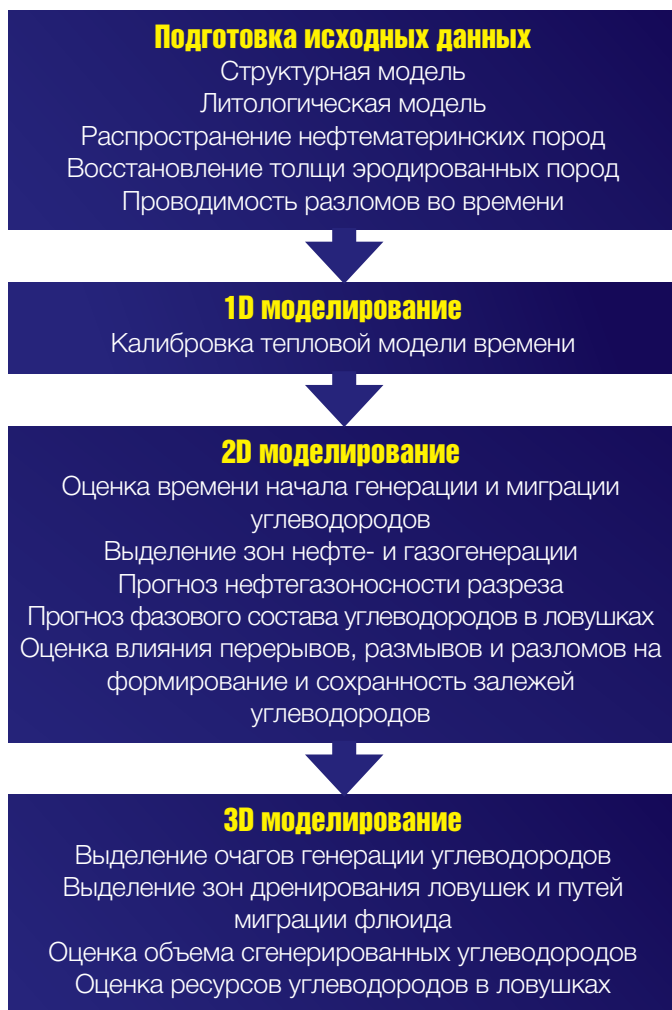 Подготовка исходных данных
Структурная модель
Литологическая модель
Распространение нефтематеринских пород
Восстановление толщи эродированных пород
Проводимость разломов во времени
1D моделирование
Калибровка тепловой модели времени
2D моделирование
Оценка времени начала генерации и миграции
углеводородов
Выделение зон нефте- и газогенерации
Прогноз нефтегазоносности разреза
Прогноз фазового состава углеводородов в ловушках
Оценка влияния перерывов, размывов и разломов на
формирование и сохранность залежей
углеводородов
3D моделирование
Выделение очагов генерации углеводородов
Выделение зон дренирования ловушек и путей
миграции флюида
Оценка объема сгенерированных углеводородов
Оценка ресурсов углеводородов в ловушках